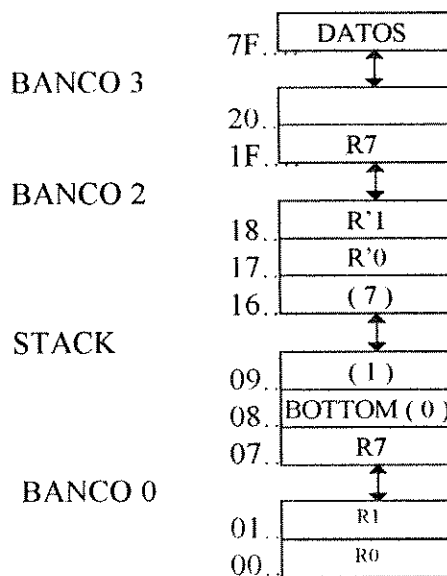 7F.... DATOS
BANCO 3
20..
1F.... R7
BANCO 2
18.. R'1
17.. R'0
16.. ( 7 )
STACK
09.. ( 1 )
08.. BOTTOM ( 0 )
07.. R7
BANCO 0
01.. R1
00.. R0